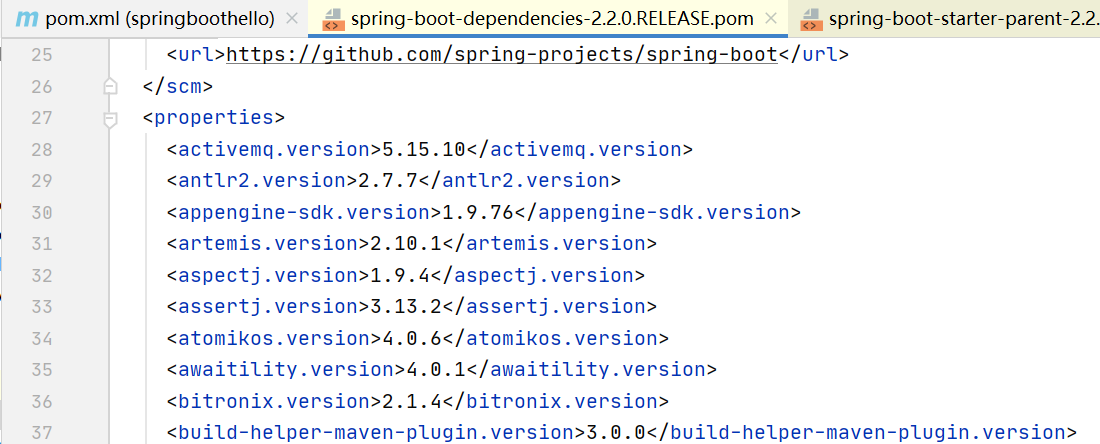 pom.xml (springboothello)
spring-boot-dependencies-2.2.0.RELEASE.pom
spring-boot-starter-parent-2.2.
25 <url>https://github.com/spring-projects/spring-boot</url>
26 </scm>
27 <properties>
28 <activemq.version>5.15.10</activemq.version>
29 <antlr2.version>2.7.7</antlr2.version>
30 <appengine-sdk.version>1.9.76</appengine-sdk.version>
31 <artemis.version>2.10.1</artemis.version>
32 <aspectj.version>1.9.4</aspectj.version>
33 <assertj.version>3.13.2</assertj.version>
34 <atomikos.version>4.0.6</atomikos.version>
35 <awaitility.version>4.0.1</awaitility.version>
36 <bitronix.version>2.1.4</bitronix.version>
37 <build-helper-maven-plugin.version>3.0.0</build-helper-maven-plugin.version>